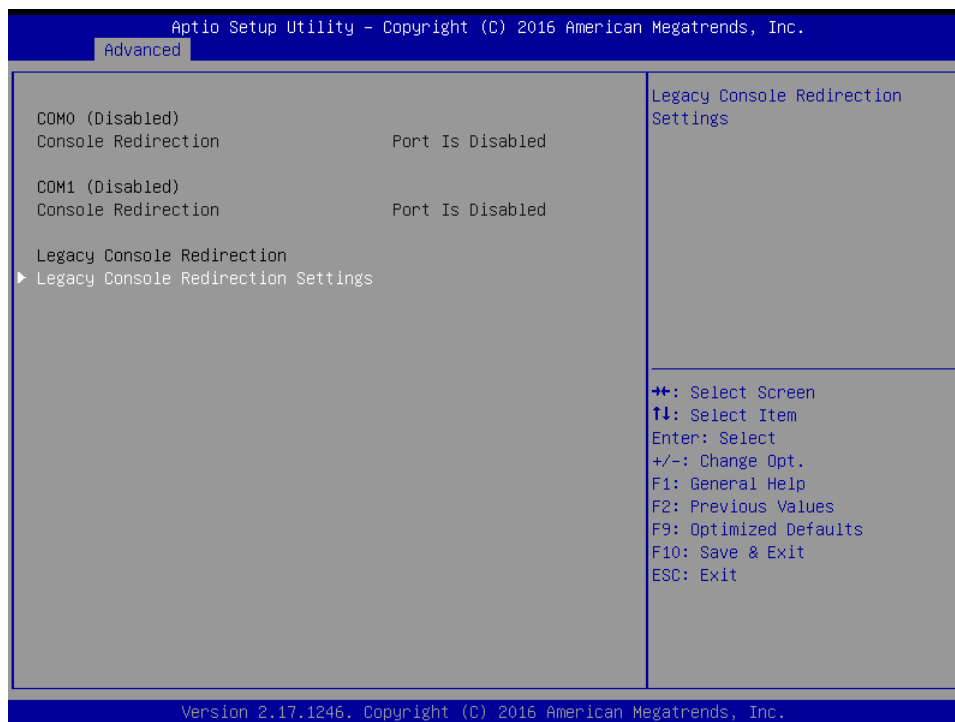 Aptio Setup Utility – Copyright (C) 2016 American Megatrends, Inc.
Advanced
COM0 (Disabled)
Console Redirection Port Is Disabled
COM1 (Disabled)
Console Redirection Port Is Disabled
Legacy Console Redirection
Legacy Console Redirection Settings
Legacy Console Redirection
Settings
→←: Select Screen
↑↓: Select Item
Enter: Select
+/-: Change Opt.
F1: General Help
F2: Previous Values
F9: Optimized Defaults
F10: Save & Exit
ESC: Exit
Version 2.17.1246. Copyright (C) 2016 American Megatrends, Inc.